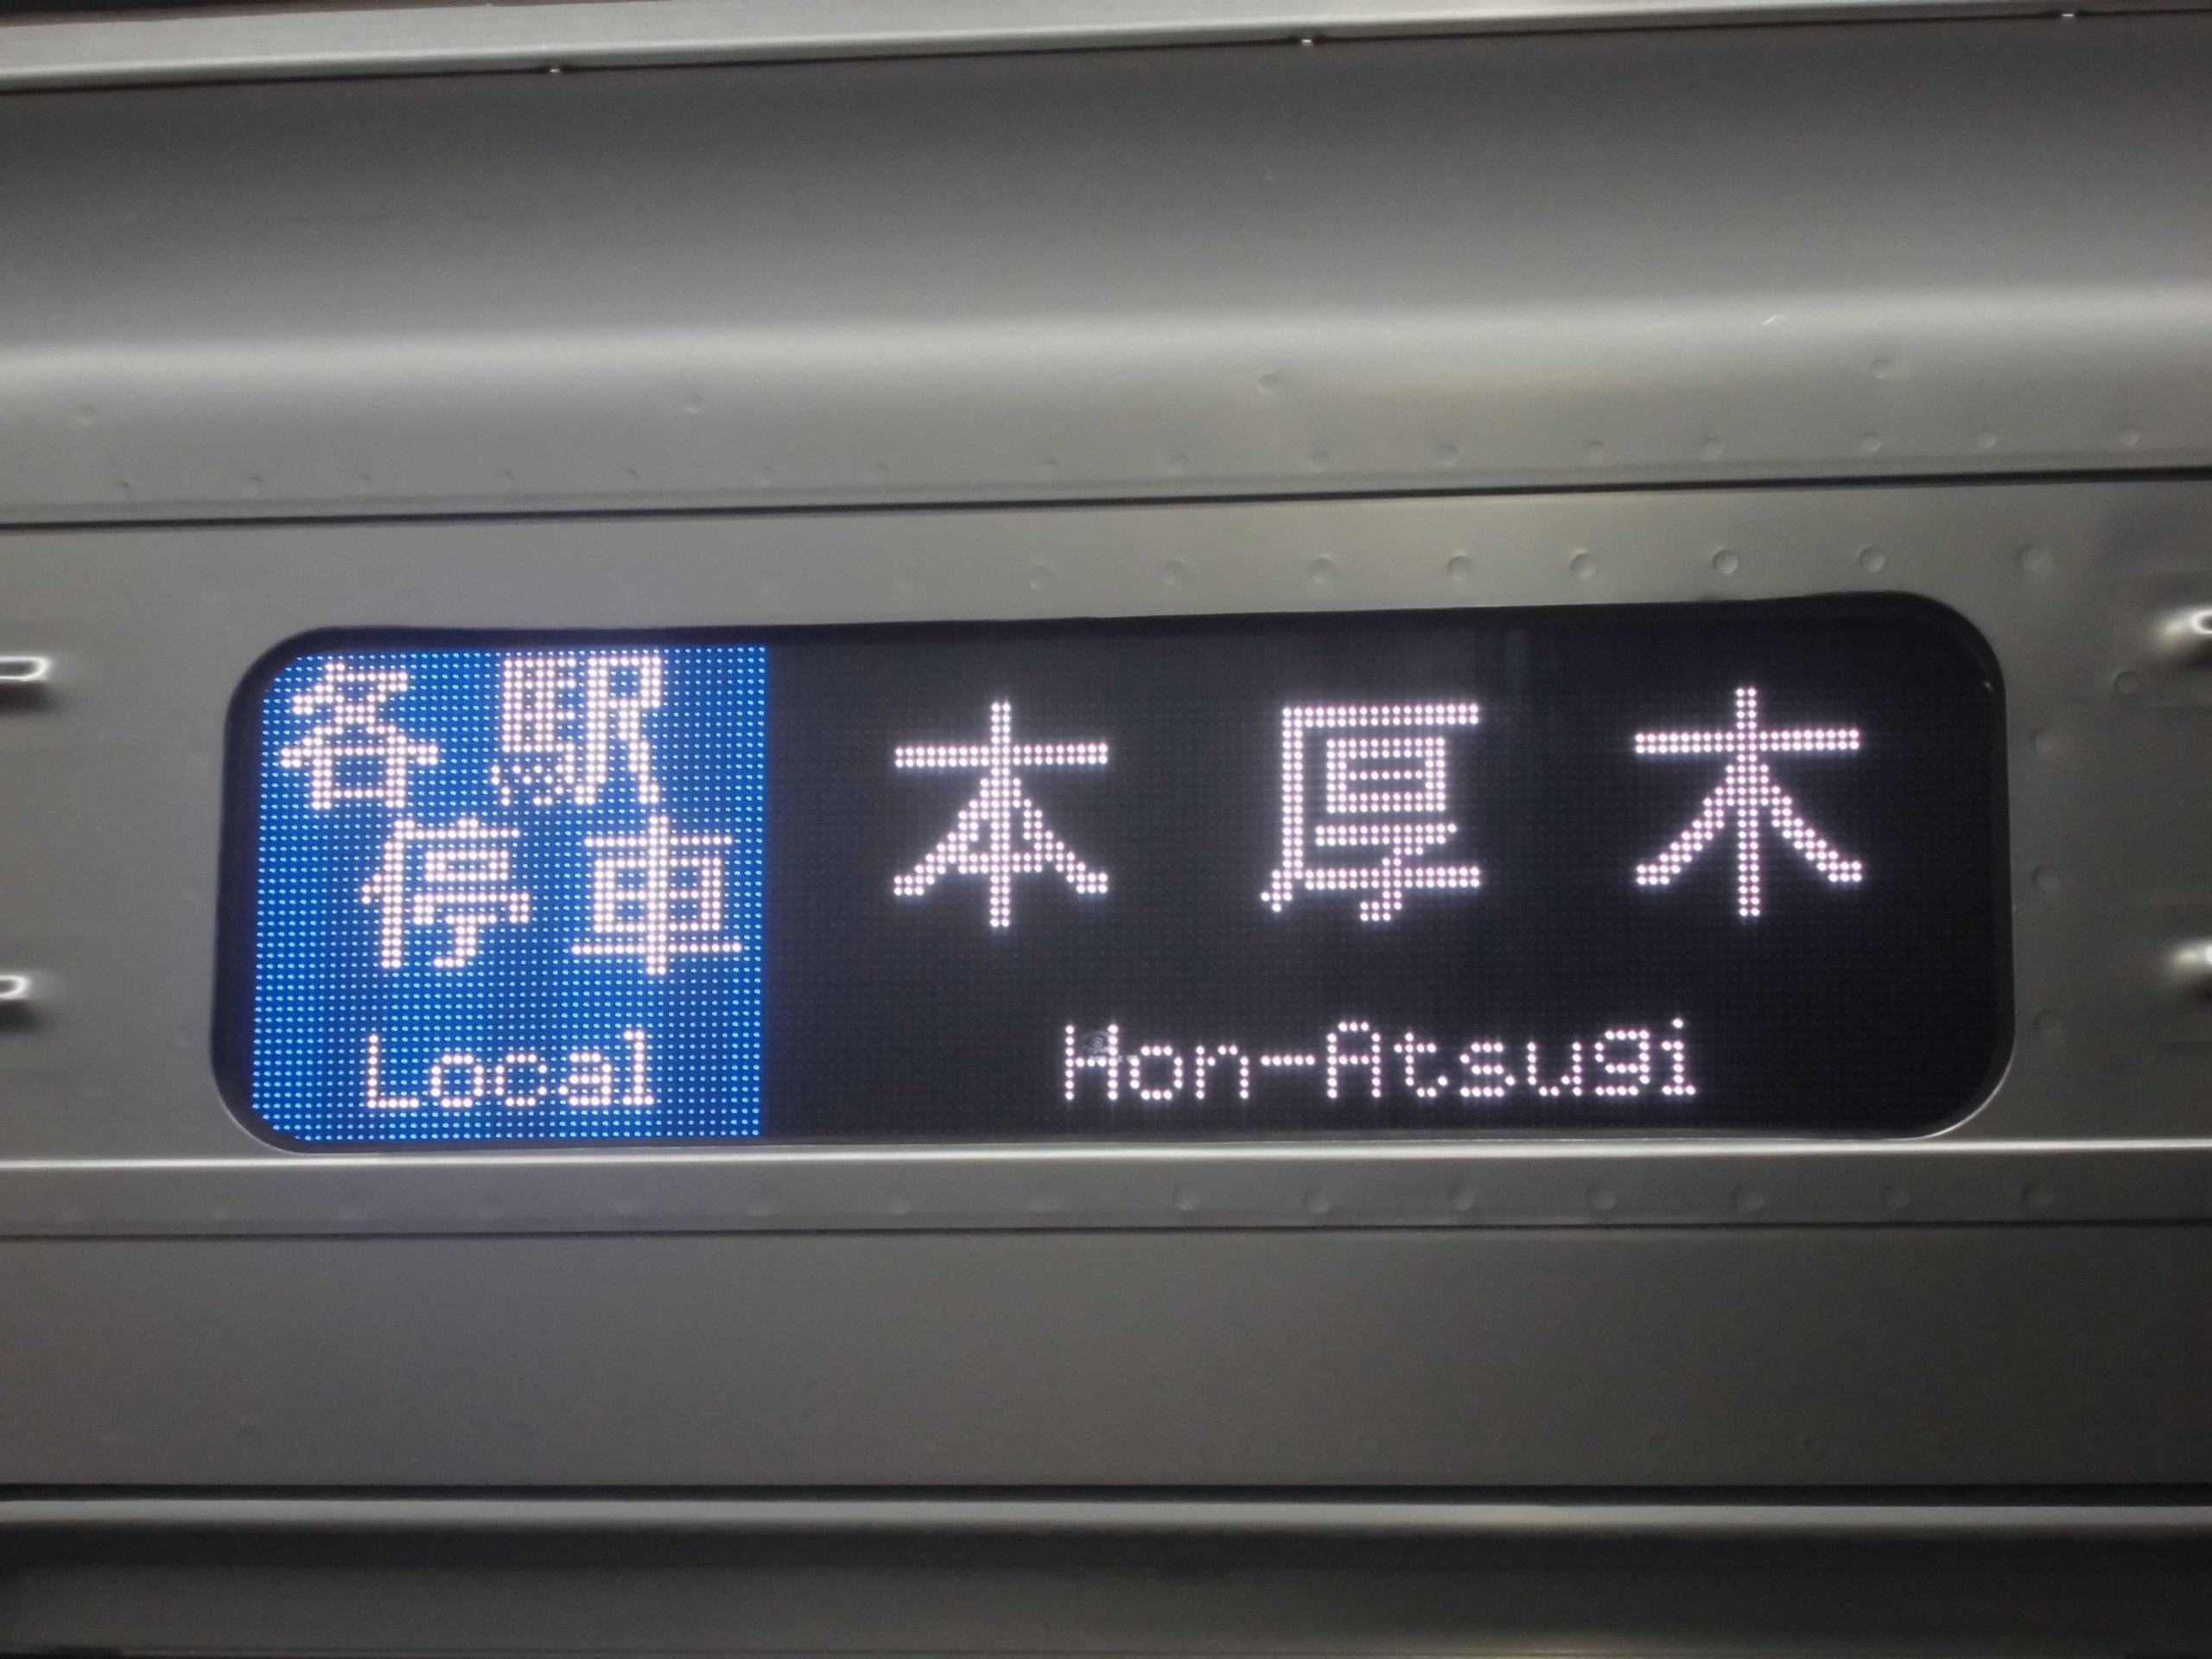 各駅
停車
Local
本厚木
Hon-Atsugi